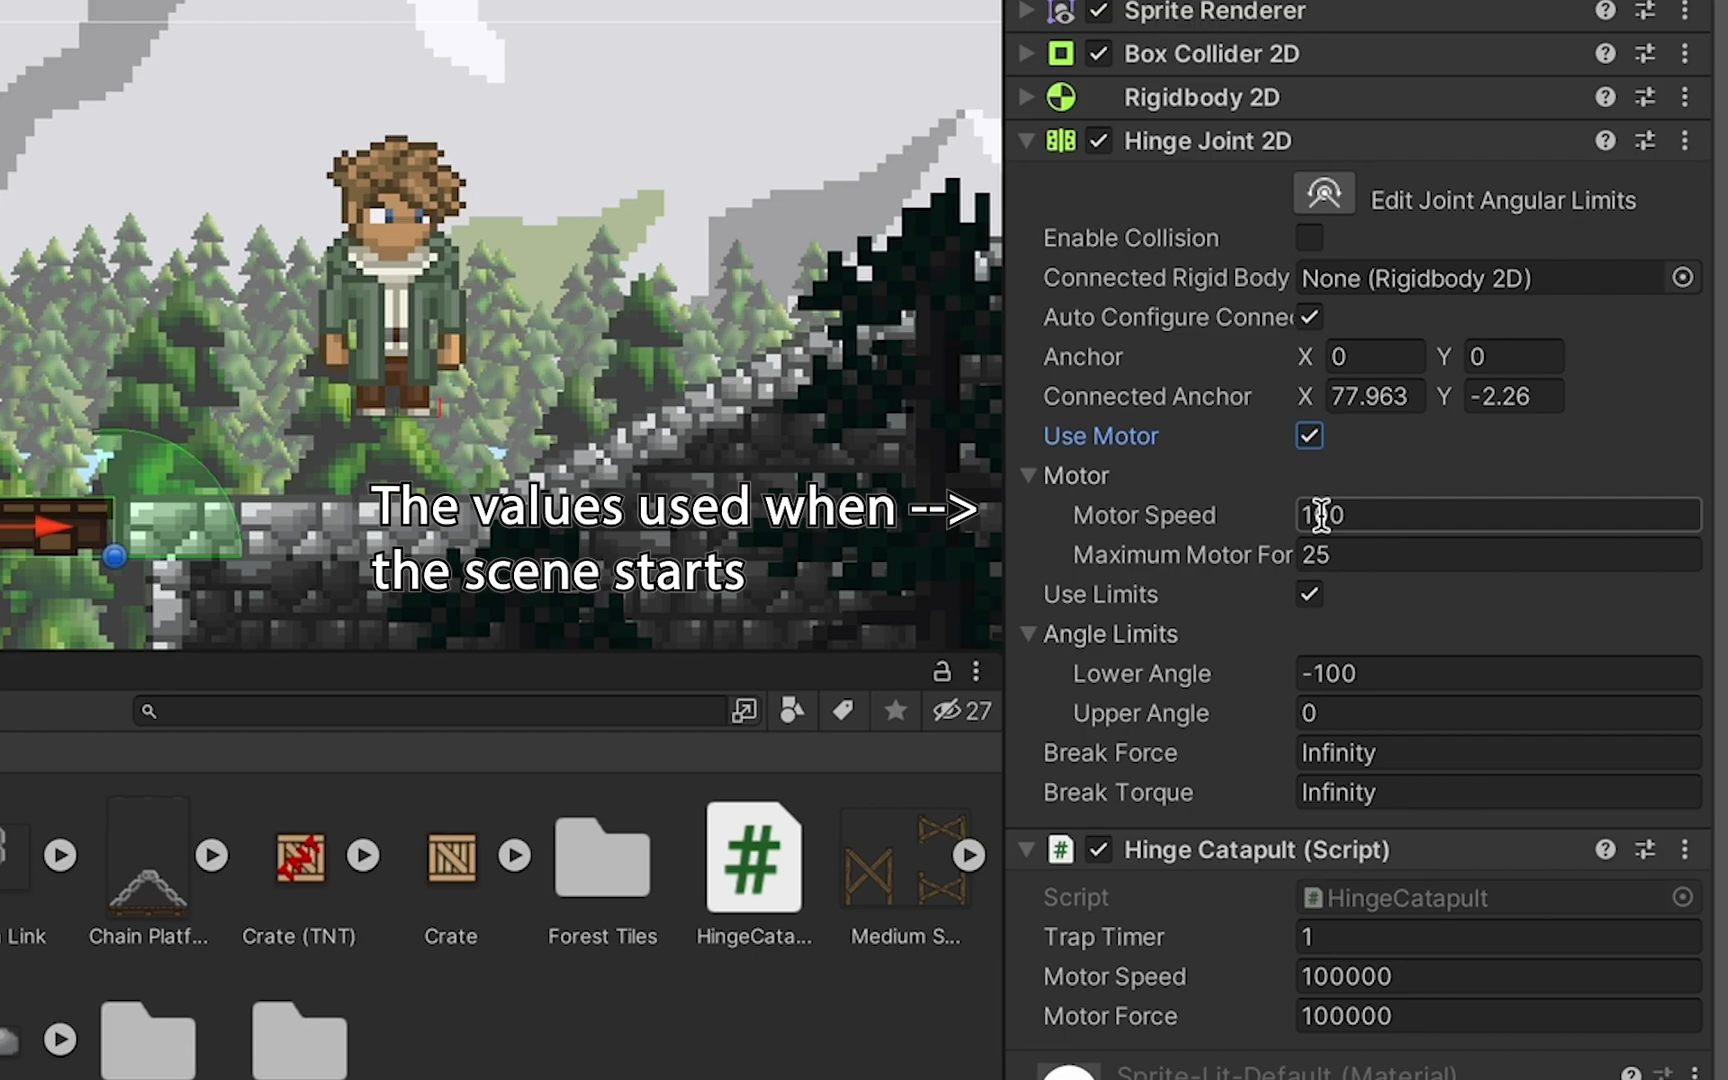 Sprite Renderer
Box Collider 2D
Rigidbody 2D
Hinge Joint 2D
Edit Joint Angular Limits
Enable Collision
Connected Rigid Body None (Rigidbody 2D)
Auto Configure Conne
Anchor X 0 Y 0
Connected Anchor X 77.963 Y -2.26
Use Motor
Motor
Motor Speed
Maximum Motor For 25
Use Limits
Angle Limits
Lower Angle -100
Upper Angle 0
Break Force Infinity
Break Torque Infinity
Hinge Catapult (Script)
Script # HingeCatapult
Trap Timer 1
Motor Speed 100000
Motor Force 100000
Sprite-Lit-Default (Material)
The values used when -->
the scene starts
27
Link
Chain Platf...
Crate (TNT)
Crate
Forest Tiles
#
HingeCata...
Medium S...